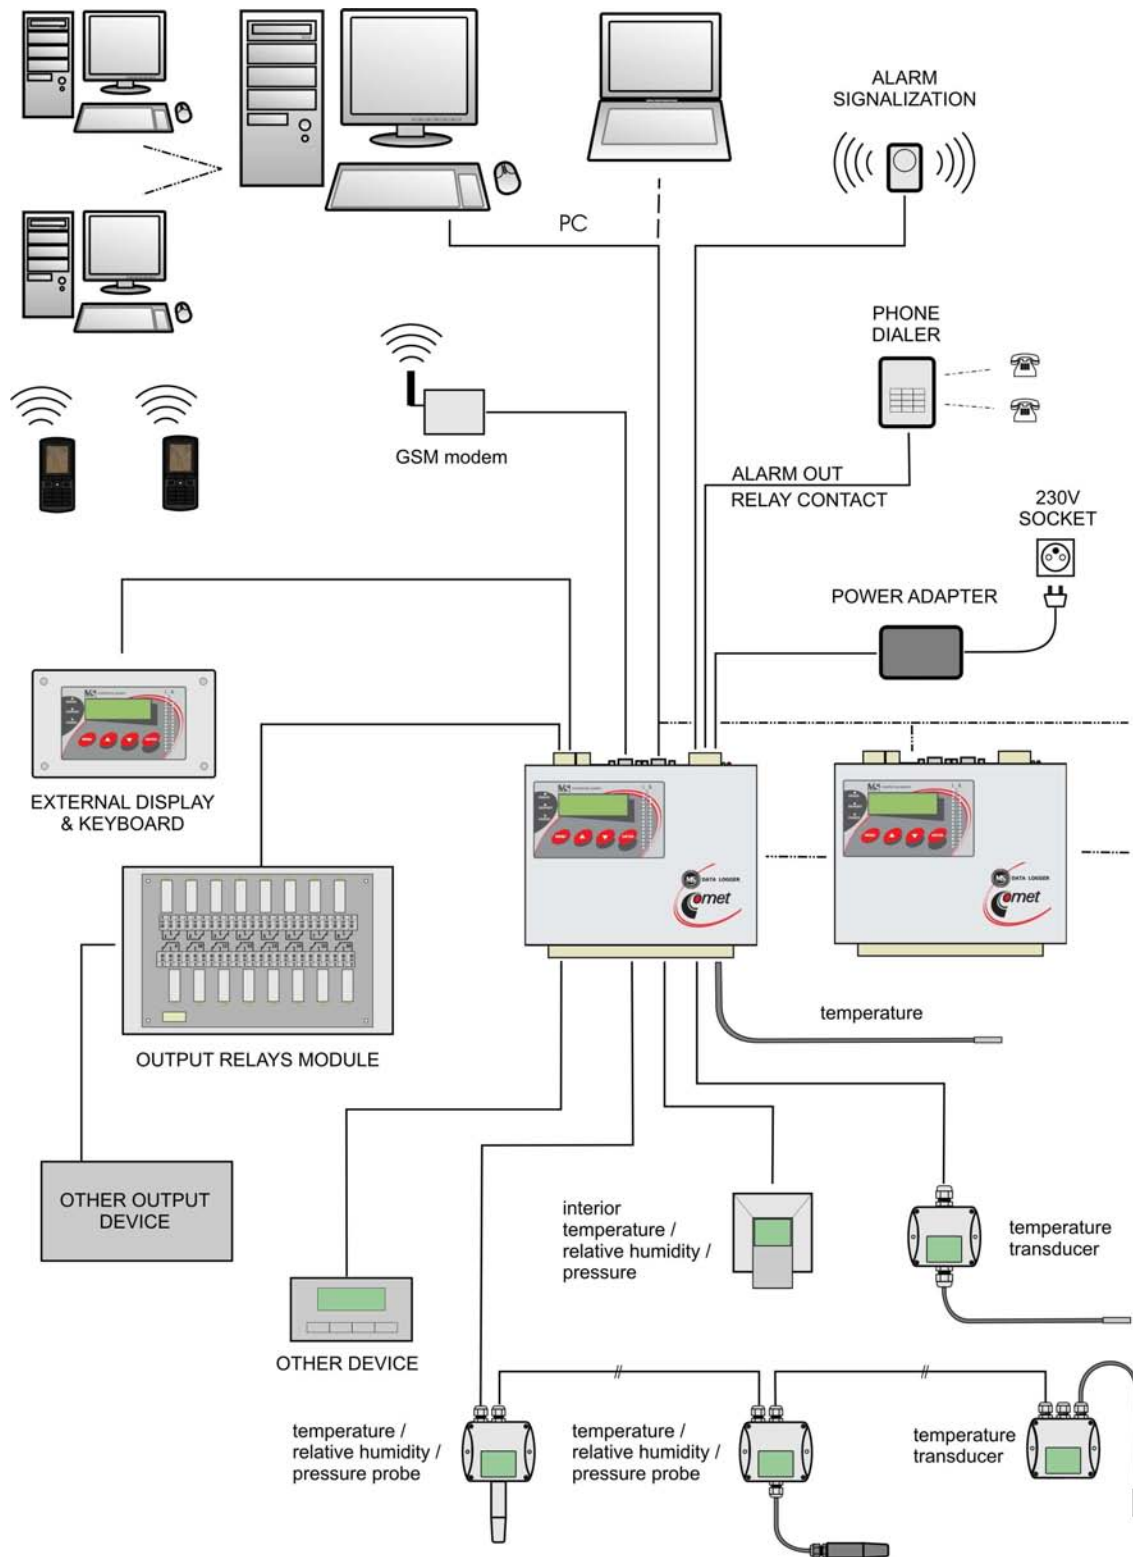 ALARM
SIGNALIZATION
PC
PHONE
DIALER
GSM modem
ALARM OUT
RELAY CONTACT
230V
SOCKET
POWER ADAPTER
EXTERNAL DISPLAY
& KEYBOARD
DATA LOGGER
omet
DATA LOGGER
omet
OUTPUT RELAYS MODULE
temperature
OTHER OUTPUT
DEVICE
interior
temperature /
relative humidity /
pressure
temperature
transducer
OTHER DEVICE
temperature /
relative humidity /
pressure probe
temperature /
relative humidity /
pressure probe
temperature
transducer